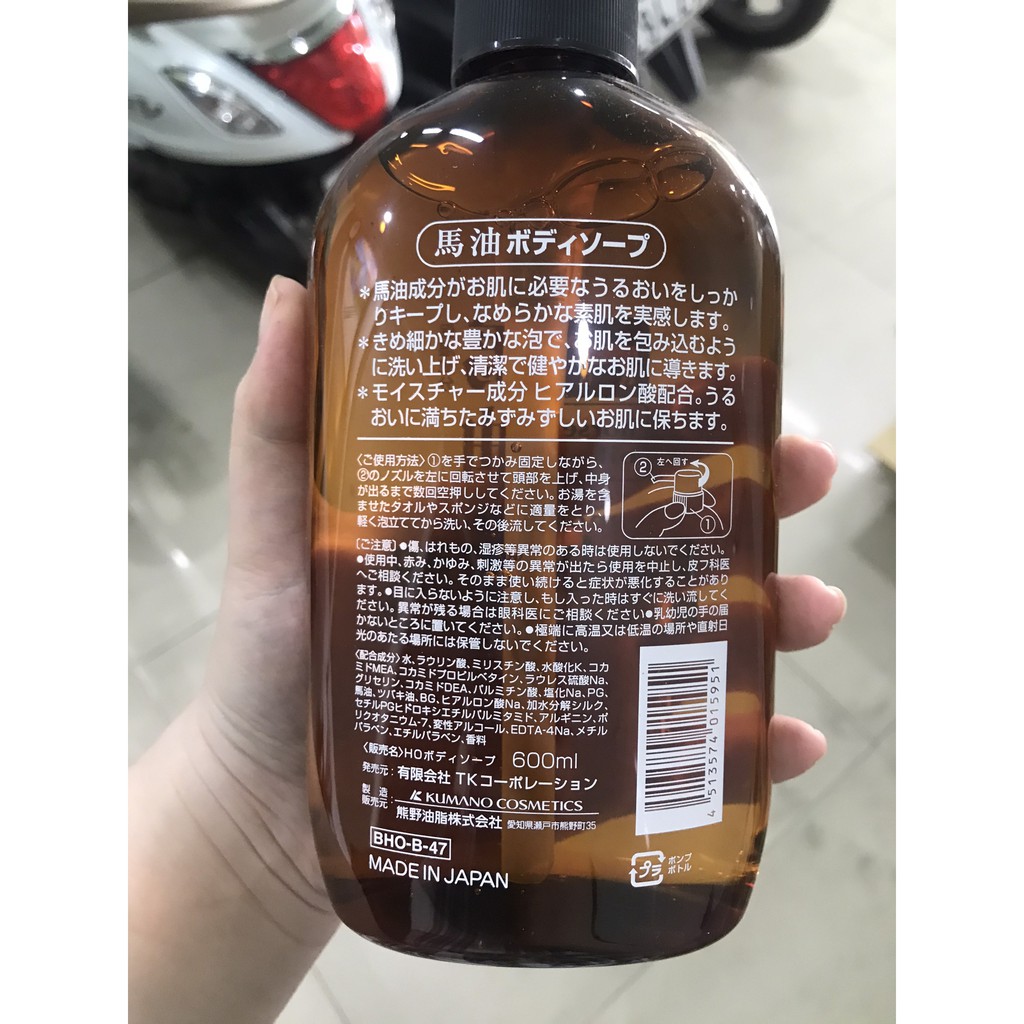 馬油ボディソープ
＊馬油成分がお肌に必要なうるおいをしっか
りキープし、なめらかな素肌を実感します。
＊きめ細かな豊かな泡で、お肌を包み込むよう
に洗い上げ、清潔で健やかなお肌に導きます。
＊モイスチャー成分 ヒアルロン酸配合。うる
おいに満ちたみずみずしいお肌に保ちます。
〈ご使用方法〉①を手でつかみ固定しながら、
②のノズルを左に回転させて頭部を上げ、中身
が出るまで数回空押ししてください。お湯を含
ませたタオルやスポンジなどに適量をとり、
軽く泡立ててから洗い、その後流してください。
② 左へ回す
①
［ご注意］●傷、はれもの、湿疹等異常のある時は使用しないでください。
●使用中、赤み、かゆみ、刺激等の異常が出たら使用を中止し、皮フ科医
へご相談ください。そのまま使い続けると症状が悪化することがあり
ます。●目に入らないように注意し、もし入った時はすぐに洗い流してく
ださい。異常が残る場合は眼科医にご相談ください●乳幼児の手の届
かないところに置いてください。●極端に高温又は低温の場所や直射日
光のあたる場所には保管しないでください。
〈配合成分〉水、ラウリン酸、ミリスチン酸、水酸化K、コカ
ミドMEA、コカミドプロピルベタイン、ラウレス硫酸Na、
グリセリン、コカミドDEA、パルミチン酸、塩化Na、PG、
馬油、ツバキ油、BG、ヒアルロン酸Na、加水分解シルク、
セチルPGヒドロキシエチルパルミタミド、アルギニン、ポ
リクオタニウム-7、変性アルコール、EDTA-4Na、メチル
パラベン、エチルパラベン、香料
〈販売名〉HOボディソープ 600ml
発売元：有限会社 TKコーポレーション
製造販売元： KUMANO COSMETICS
熊野油脂株式会社 愛知県瀬戸市熊野町35
BHO-B-47
MADE IN JAPAN
4 513574 015951
プラ ポンプ
ボトル